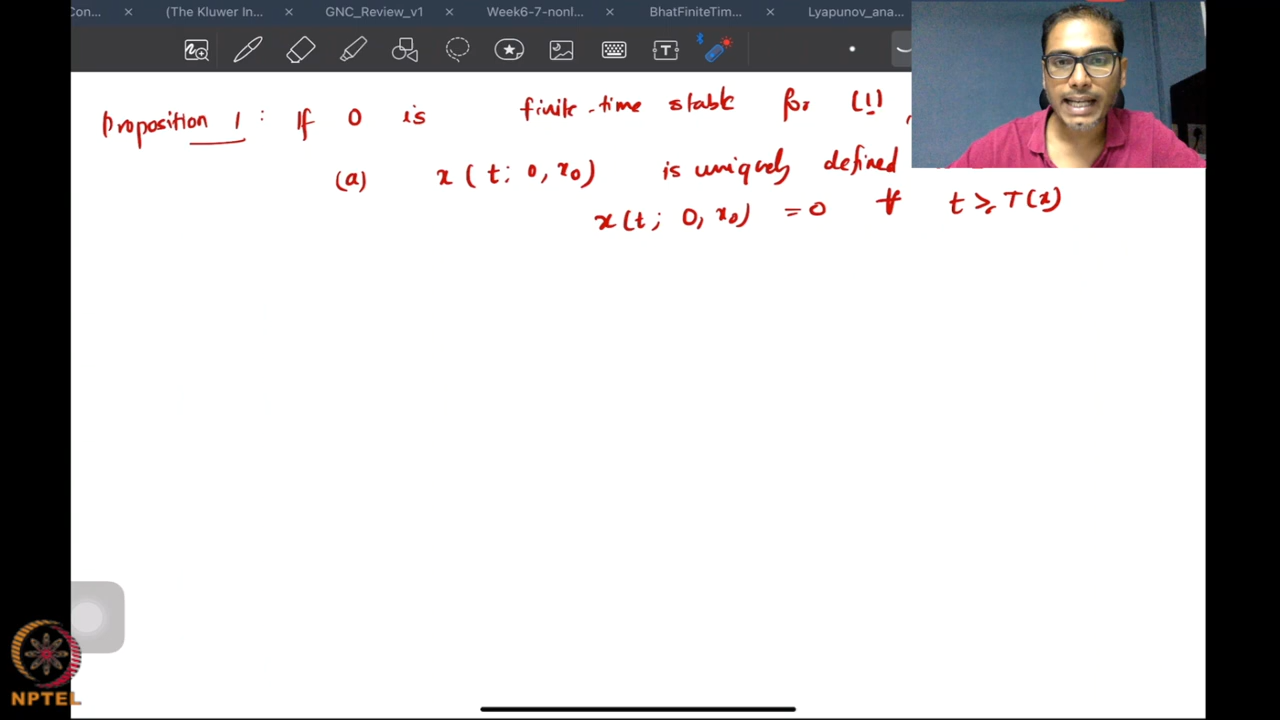 Con... × (The Kluwer In... × GNC_Review_v1 × Week6-7-nonl... × BhatFiniteTim... × Lyapunov_ana...
Proposition 1 : If 0 is finite-time stable for (1) ,
(a) x(t; 0, x0) is uniquely defined
x(t; 0, x0) = 0 ∀ t ≥ T(x)
NPTEL